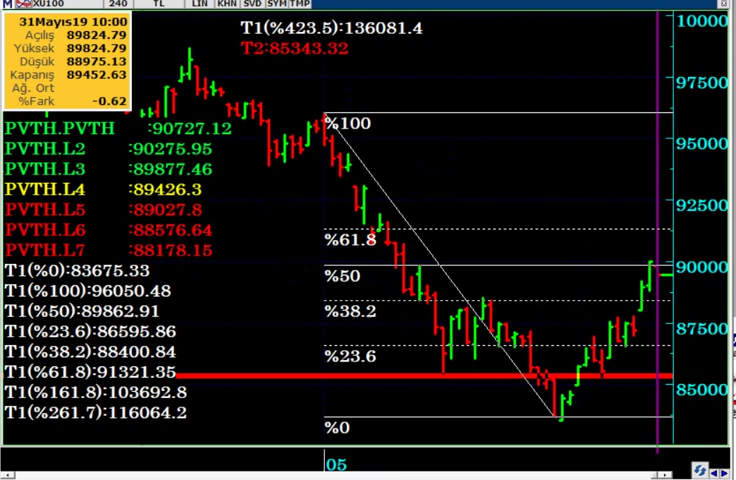 M XU100 240 TL LIN KHN SVD SYM TMP
31Mayıs19 10:00
Açılış 89824.79
Yüksek 89824.79
Düşük 88975.13
Kapanış 89452.63
Ağ. Ort
%Fark -0.62
T1(%423.5):136081.4
T2:85343.32
PVTH.PVTH :90727.12
PVTH.L2 :90275.95
PVTH.L3 :89877.46
PVTH.L4 :89426.3
PVTH.L5 :89027.8
PVTH.L6 :88576.64
PVTH.L7 :88178.15
T1(%0):83675.33
T1(%100):96050.48
T1(%50):89862.91
T1(%23.6):86595.86
T1(%38.2):88400.84
T1(%61.8):91321.35
T1(%161.8):103692.8
T1(%261.7):116064.2
%100
%61.8
%50
%38.2
%23.6
%0
100000
97500
95000
92500
90000
87500
85000
05